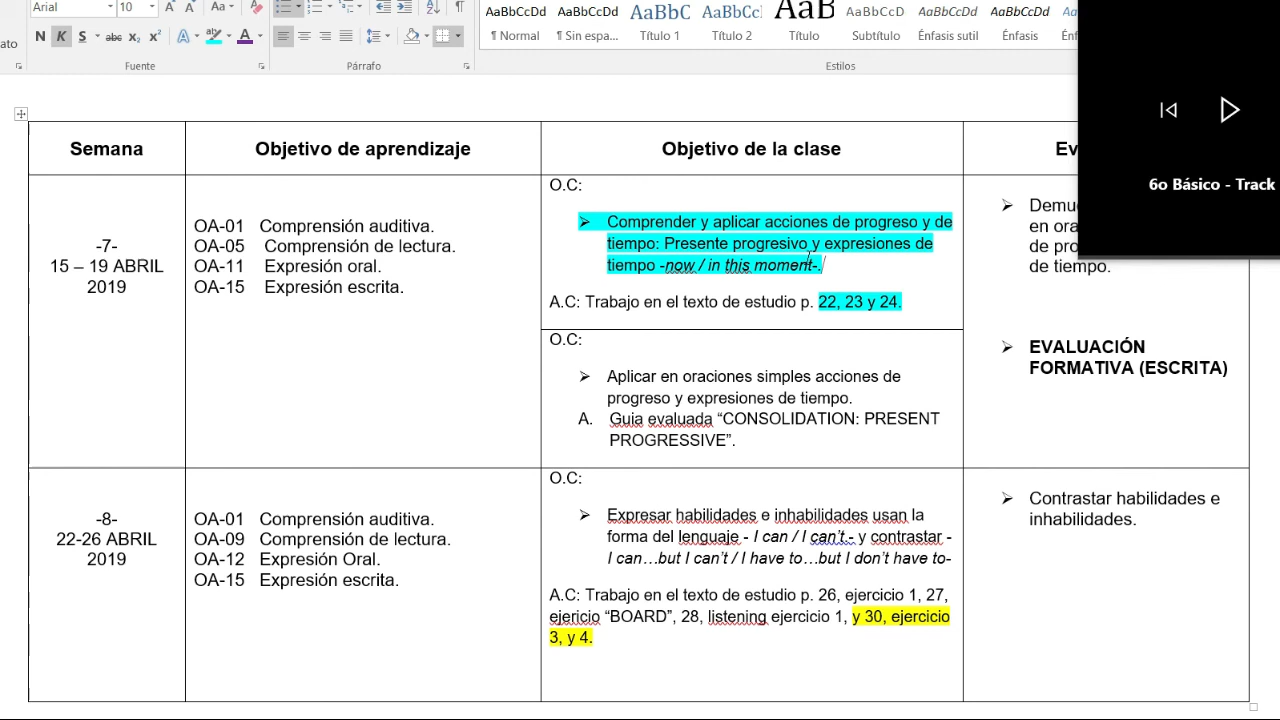 Arial 10
N K S abc x₂ x² A ab A
ato
Fuente Párrafo Estilos
AaBbCcDd AaBbCcDd AaBbC AaBbCc AaB AaBbCcD AaBbCcDd AaBbCcDd
¶ Normal ¶ Sin espa... Título 1 Título 2 Título Subtítulo Énfasis sutil Énfasis
6o Básico - Track
Semana Objetivo de aprendizaje Objetivo de la clase
-7-
15 – 19 ABRIL
2019
OA-01 Comprensión auditiva.
OA-05 Comprensión de lectura.
OA-11 Expresión oral.
OA-15 Expresión escrita.
O.C:
➢ Comprender y aplicar acciones de progreso y de
tiempo: Presente progresivo y expresiones de
tiempo -now / in this moment-.
A.C: Trabajo en el texto de estudio p. 22, 23 y 24.
O.C:
➢ Aplicar en oraciones simples acciones de
progreso y expresiones de tiempo.
A. Guia evaluada “CONSOLIDATION: PRESENT
PROGRESSIVE”.
de tiempo.
➢ EVALUACIÓN
FORMATIVA (ESCRITA)
-8-
22-26 ABRIL
2019
OA-01 Comprensión auditiva.
OA-09 Comprensión de lectura.
OA-12 Expresión Oral.
OA-15 Expresión escrita.
O.C:
➢ Expresar habilidades e inhabilidades usan la
forma del lenguaje - I can / I can’t - y contrastar -
I can…but I can’t / I have to…but I don’t have to-
A.C: Trabajo en el texto de estudio p. 26, ejercicio 1, 27,
ejericio “BOARD”, 28, listening ejercicio 1, y 30, ejercicio
3, y 4.
➢ Contrastar habilidades e
inhabilidades.